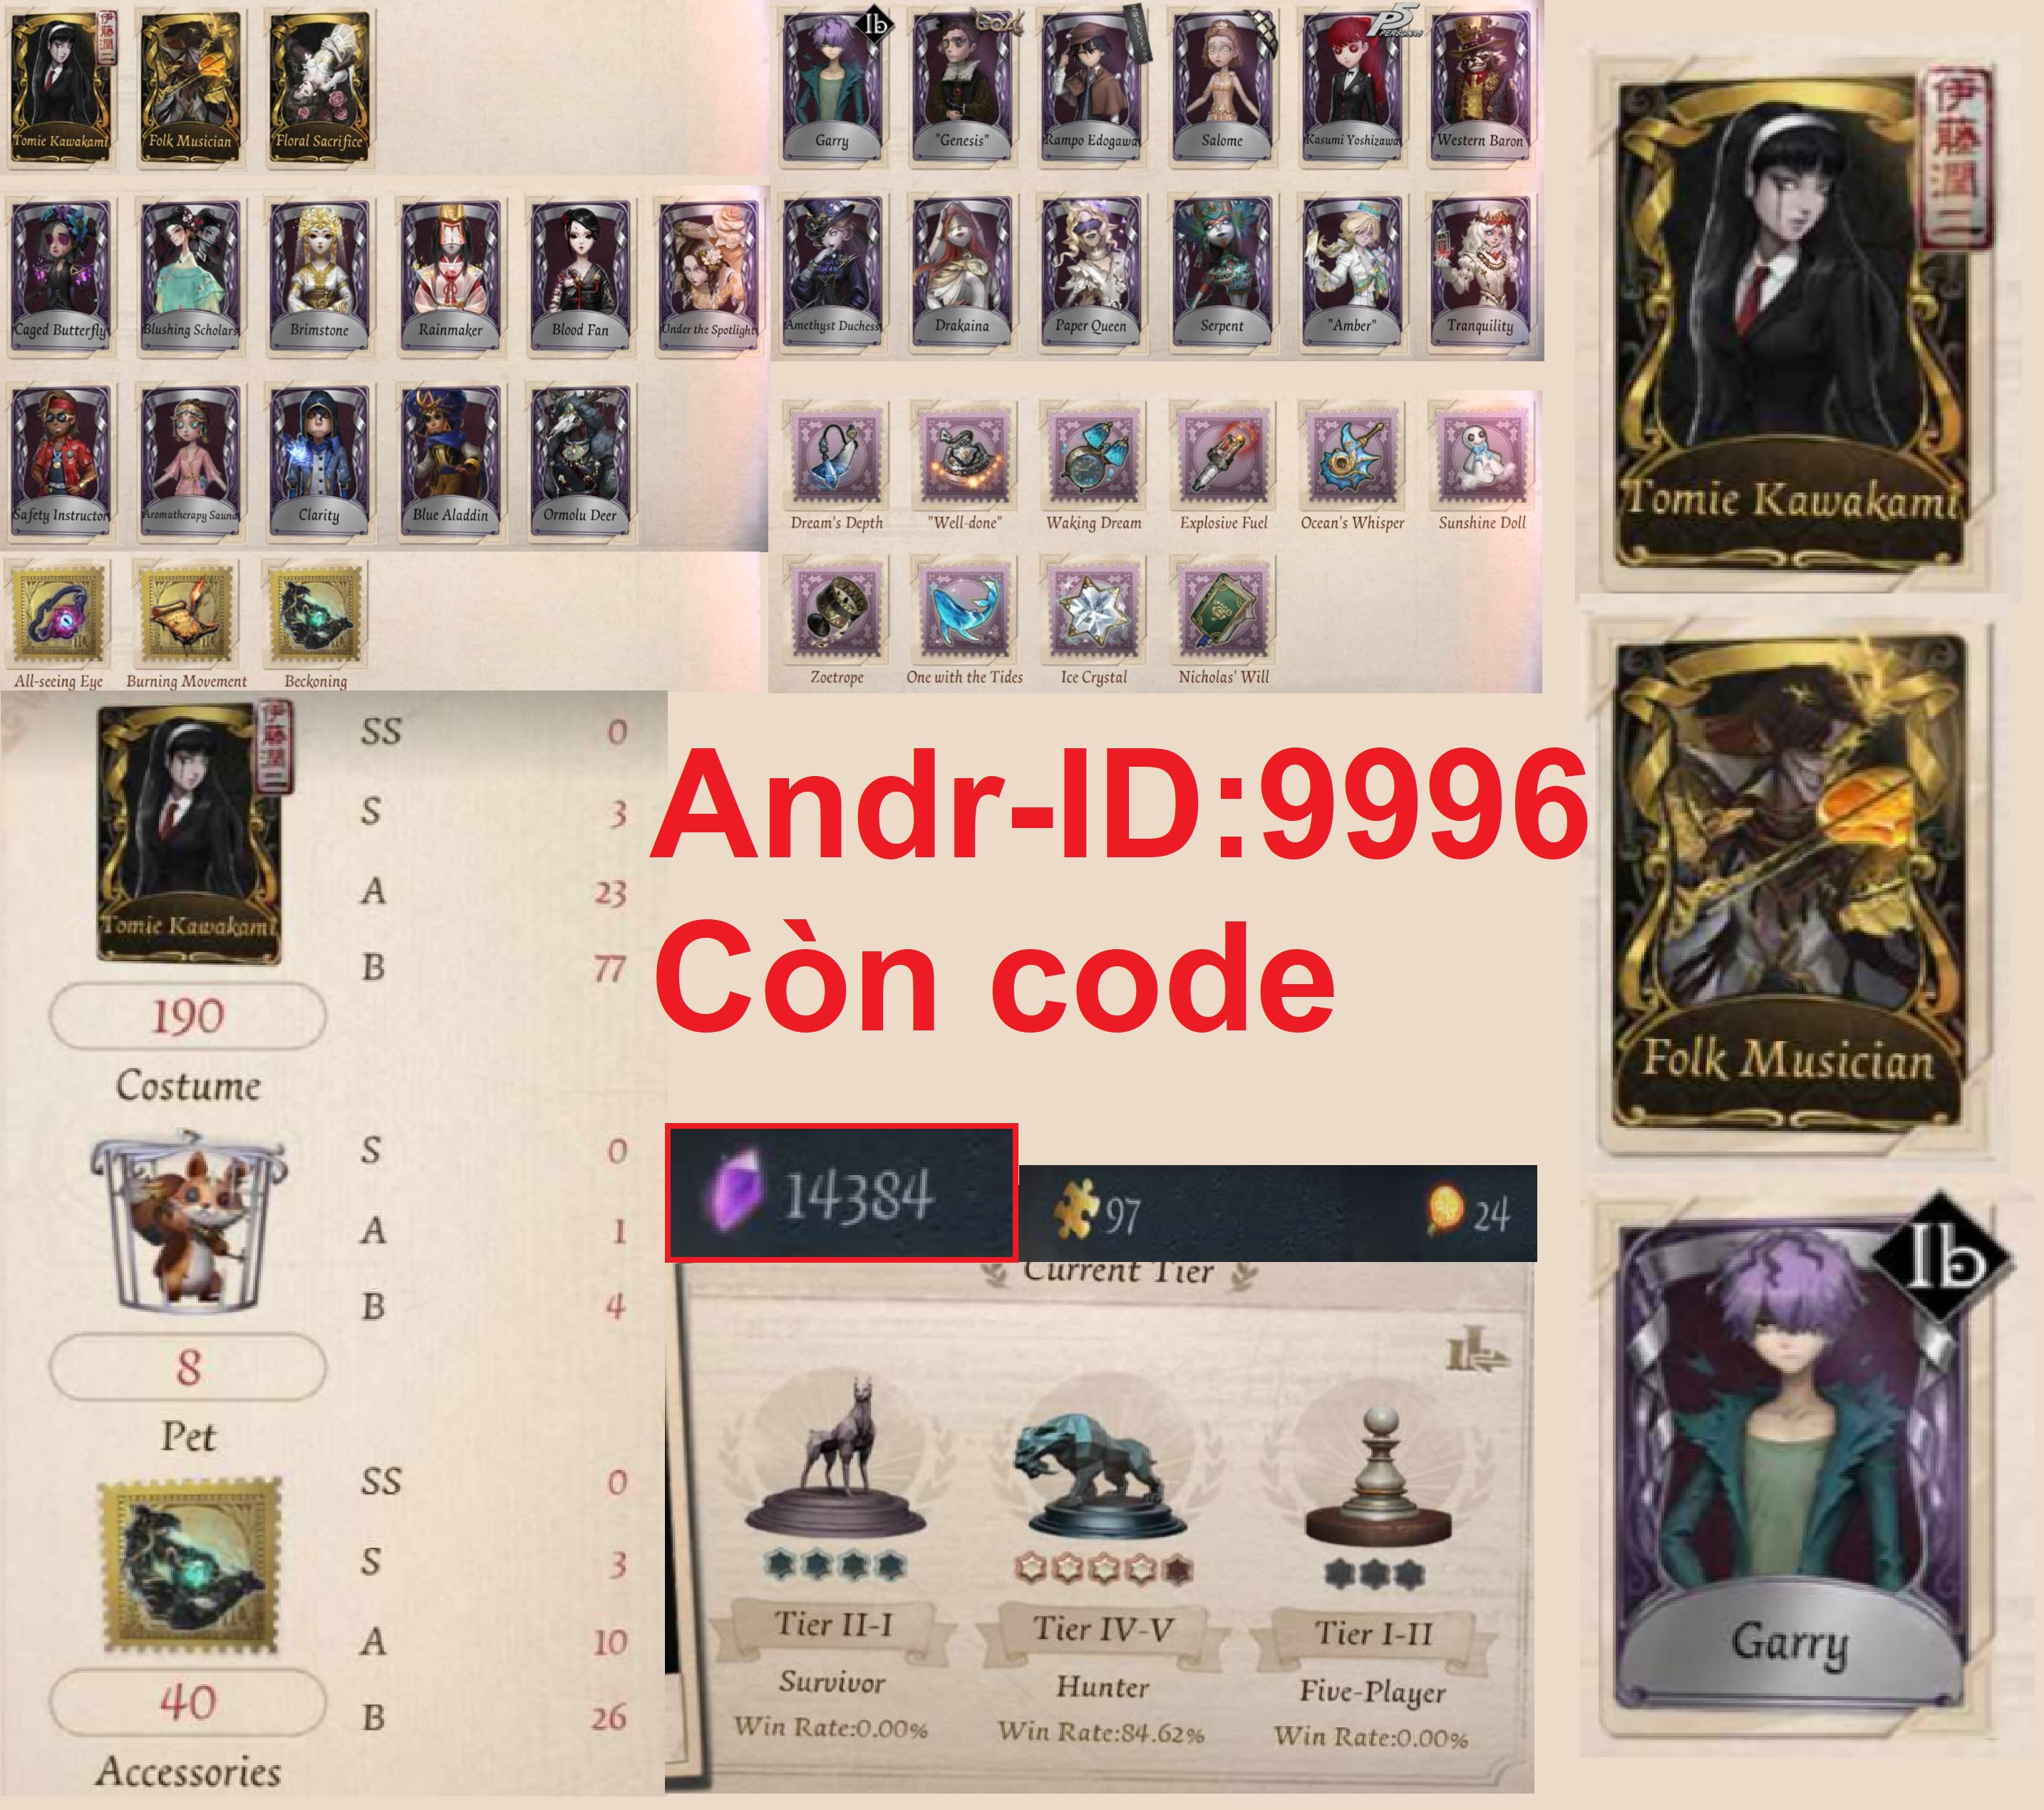 伊藤潤二
Tomie Kawakami
Folk Musician
Floral Sacrifice
Caged Butterfly
Blushing Scholars
Brimstone
Rainmaker
Blood Fan
Under the Spotlight
Safety Instructor
Aromatherapy Sauna
Clarity
Blue Aladdin
Ormolu Deer
All-seeing Eye
Burning Movement
Beckoning
Ib
P5
PERSONA5
Garry
"Genesis"
Rampo Edogawa
Salome
Kasumi Yoshizawa
Western Baron
Amethyst Duchess
Drakaina
Paper Queen
Serpent
"Amber"
Tranquility
Dream's Depth
"Well-done"
Waking Dream
Explosive Fuel
Ocean's Whisper
Sunshine Doll
Zoetrope
One with the Tides
Ice Crystal
Nicholas' Will
伊藤潤二
Tomie Kawakami
190
Costume
SS 0
S 3
A 23
B 77
8
Pet
S 0
A 1
B 4
40
Accessories
SS 0
S 3
A 10
B 26
Andr-ID:9996
Còn code
14384
97
24
Current Tier
Tier II-I
Survivor
Win Rate:0.00%
Tier IV-V
Hunter
Win Rate:84.62%
Tier I-II
Five-Player
Win Rate:0.00%
伊藤潤二
Tomie Kawakami
Folk Musician
Ib
Garry